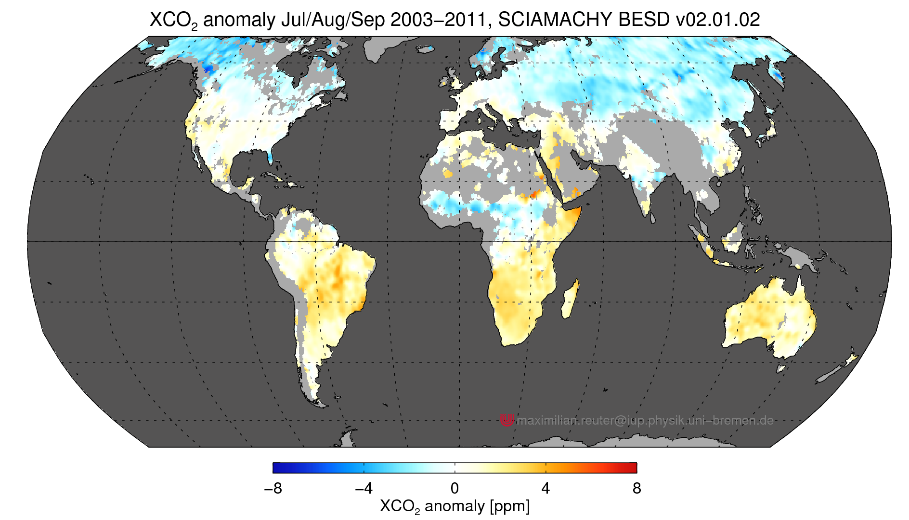 XCO₂ anomaly Jul/Aug/Sep 2003−2011, SCIAMACHY BESD v02.01.02
maximilian.reuter@iup.physik.uni−bremen.de
−8 −4 0 4 8
XCO₂ anomaly [ppm]